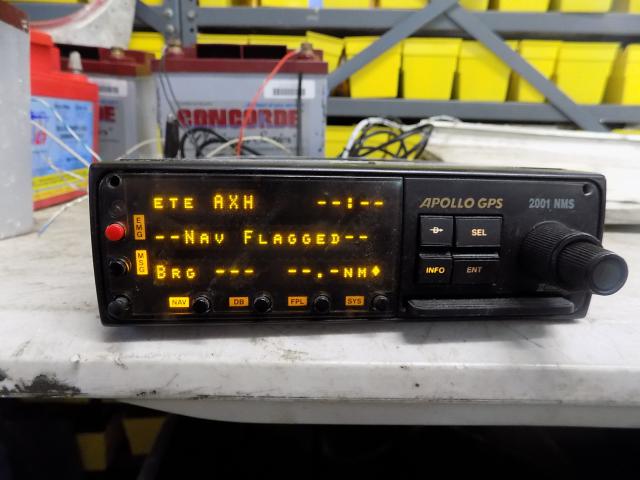 CONCORDE
ETE AXH --:--
--NAV FLAGGED--
BRG --- --.-NM♦
EMG
MSG
NAV DB FPL SYS
APOLLO GPS 2001 NMS
D SEL
INFO ENT